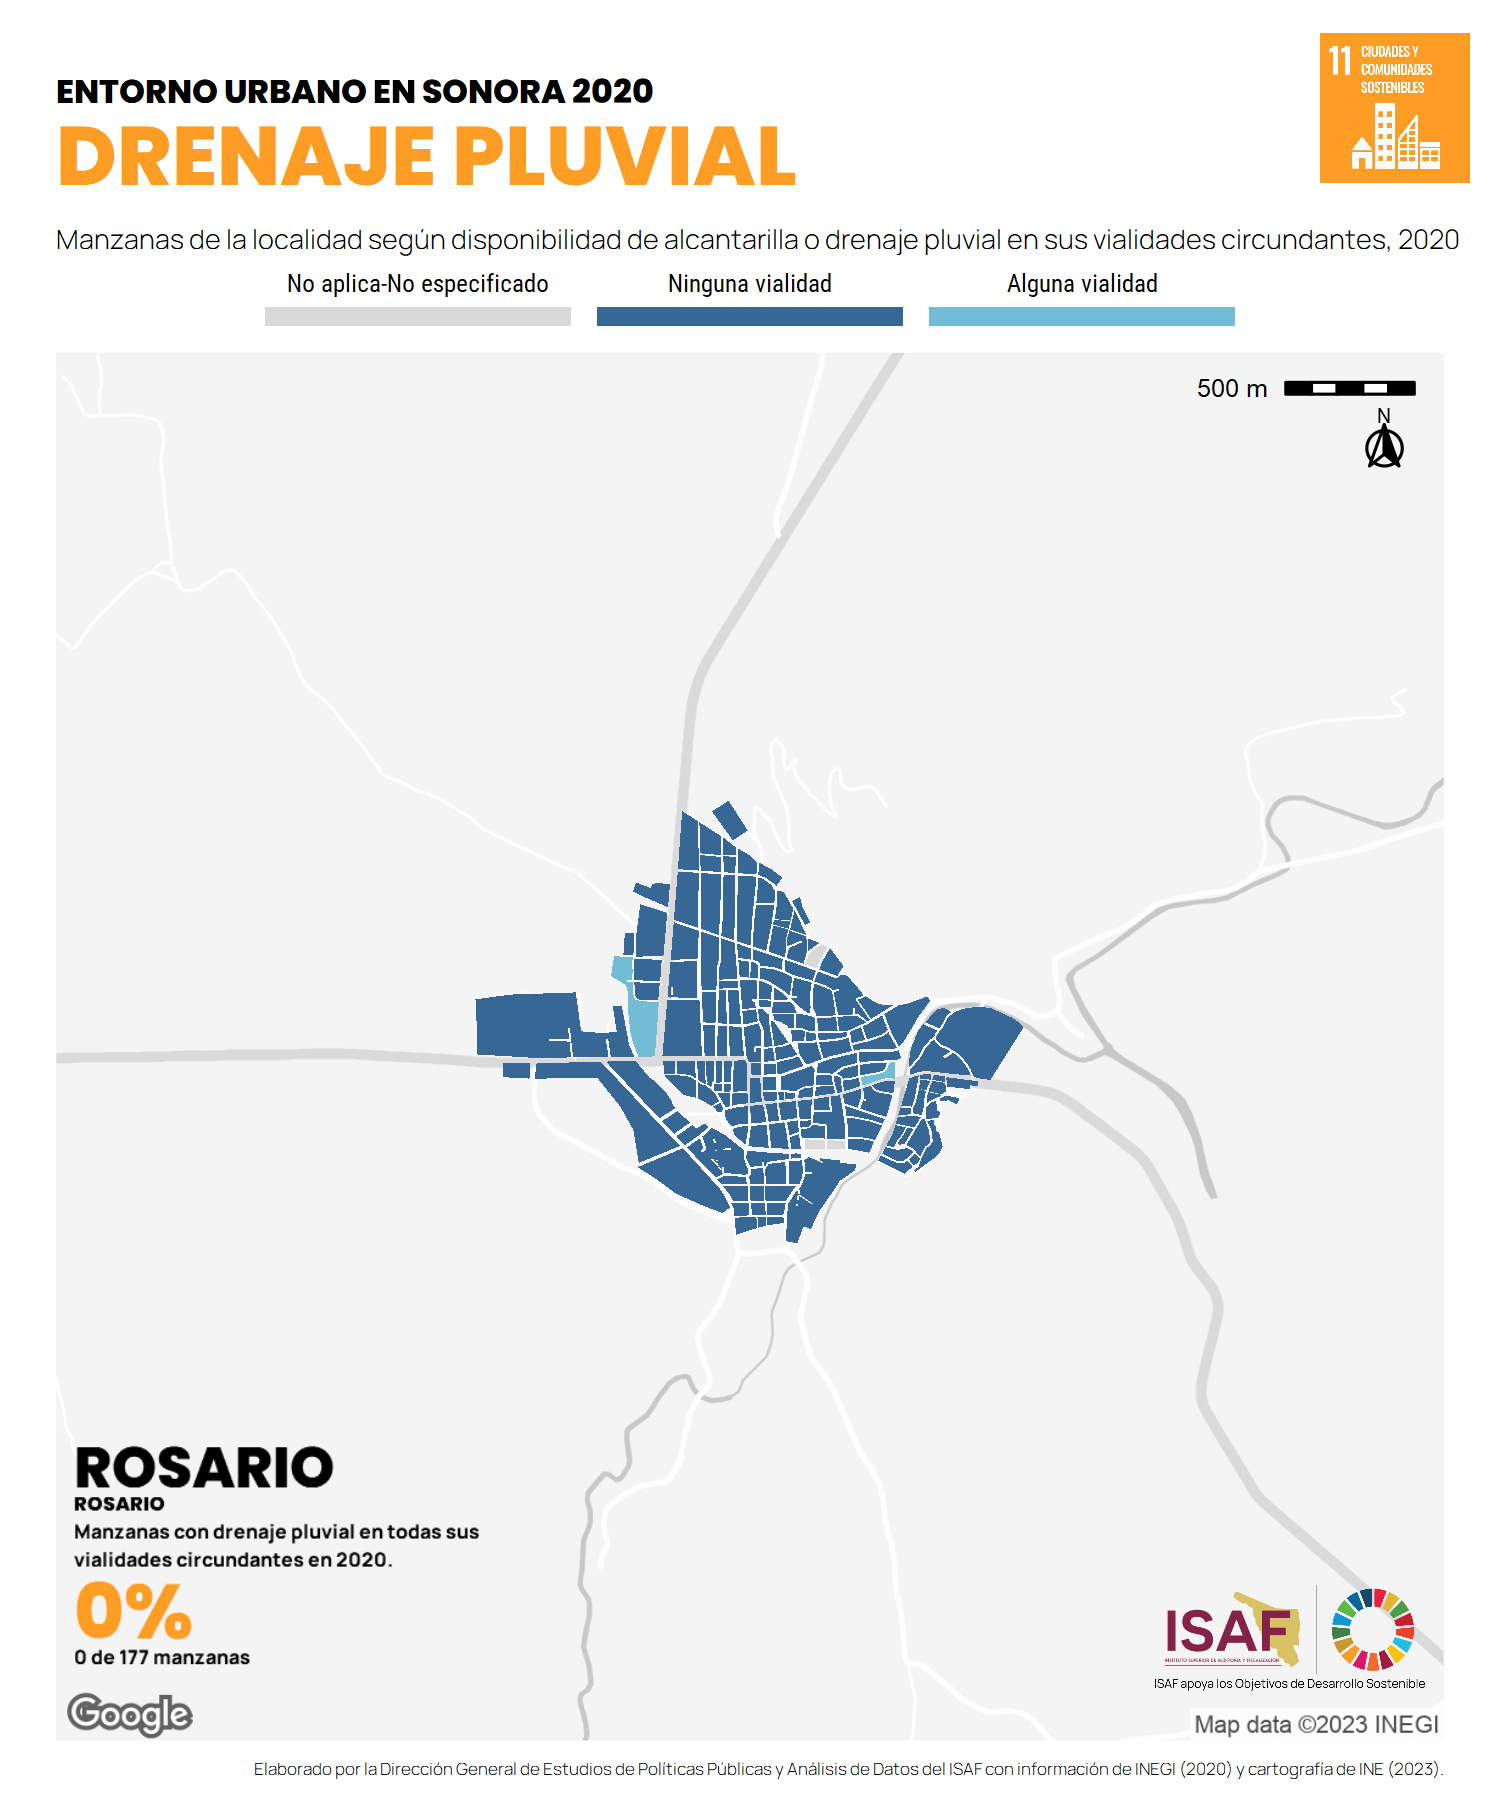 11 CIUDADES Y
COMUNIDADES
SOSTENIBLES
ENTORNO URBANO EN SONORA 2020
DRENAJE PLUVIAL
Manzanas de la localidad según disponibilidad de alcantarilla o drenaje pluvial en sus vialidades circundantes, 2020
No aplica-No especificado
Ninguna vialidad
Alguna vialidad
500 m
N
ROSARIO
ROSARIO
Manzanas con drenaje pluvial en todas sus
vialidades circundantes en 2020.
0%
0 de 177 manzanas
Google
ISAF
INSTITUTO SUPERIOR DE AUDITORÍA Y FISCALIZACIÓN
ISAF apoya los Objetivos de Desarrollo Sostenible
Map data ©2023 INEGI
Elaborado por la Dirección General de Estudios de Políticas Públicas y Análisis de Datos del ISAF con información de INEGI (2020) y cartografía de INE (2023).